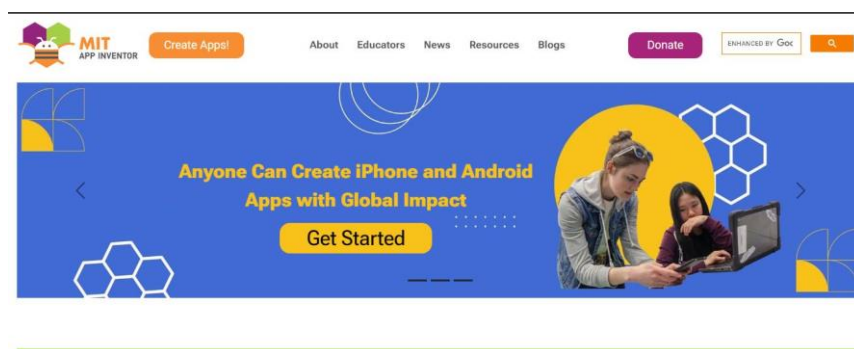 MIT
APP INVENTOR
Create Apps!
About Educators News Resources Blogs
Donate
ENHANCED BY Goo
Anyone Can Create iPhone and Android
Apps with Global Impact
Get Started